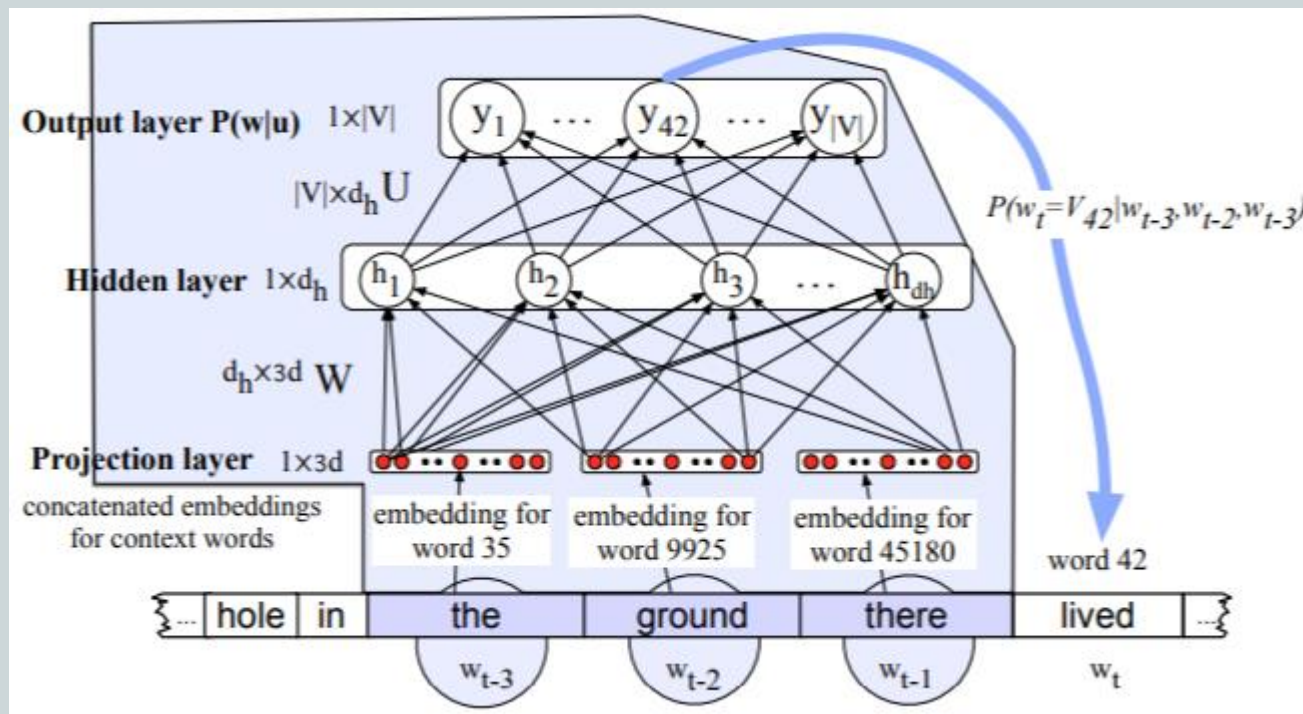 Output layer P(w|u) 1×|V|
y1 ... y42 ... y|V|
|V|×dh U
P(wt=V42|wt-3,wt-2,wt-3)
Hidden layer 1×dh
h1 h2 h3 ... hdh
dh×3d W
Projection layer 1×3d
concatenated embeddings
for context words
embedding for
word 35
embedding for
word 9925
embedding for
word 45180
word 42
... hole in the ground there lived ...
wt-3 wt-2 wt-1 wt